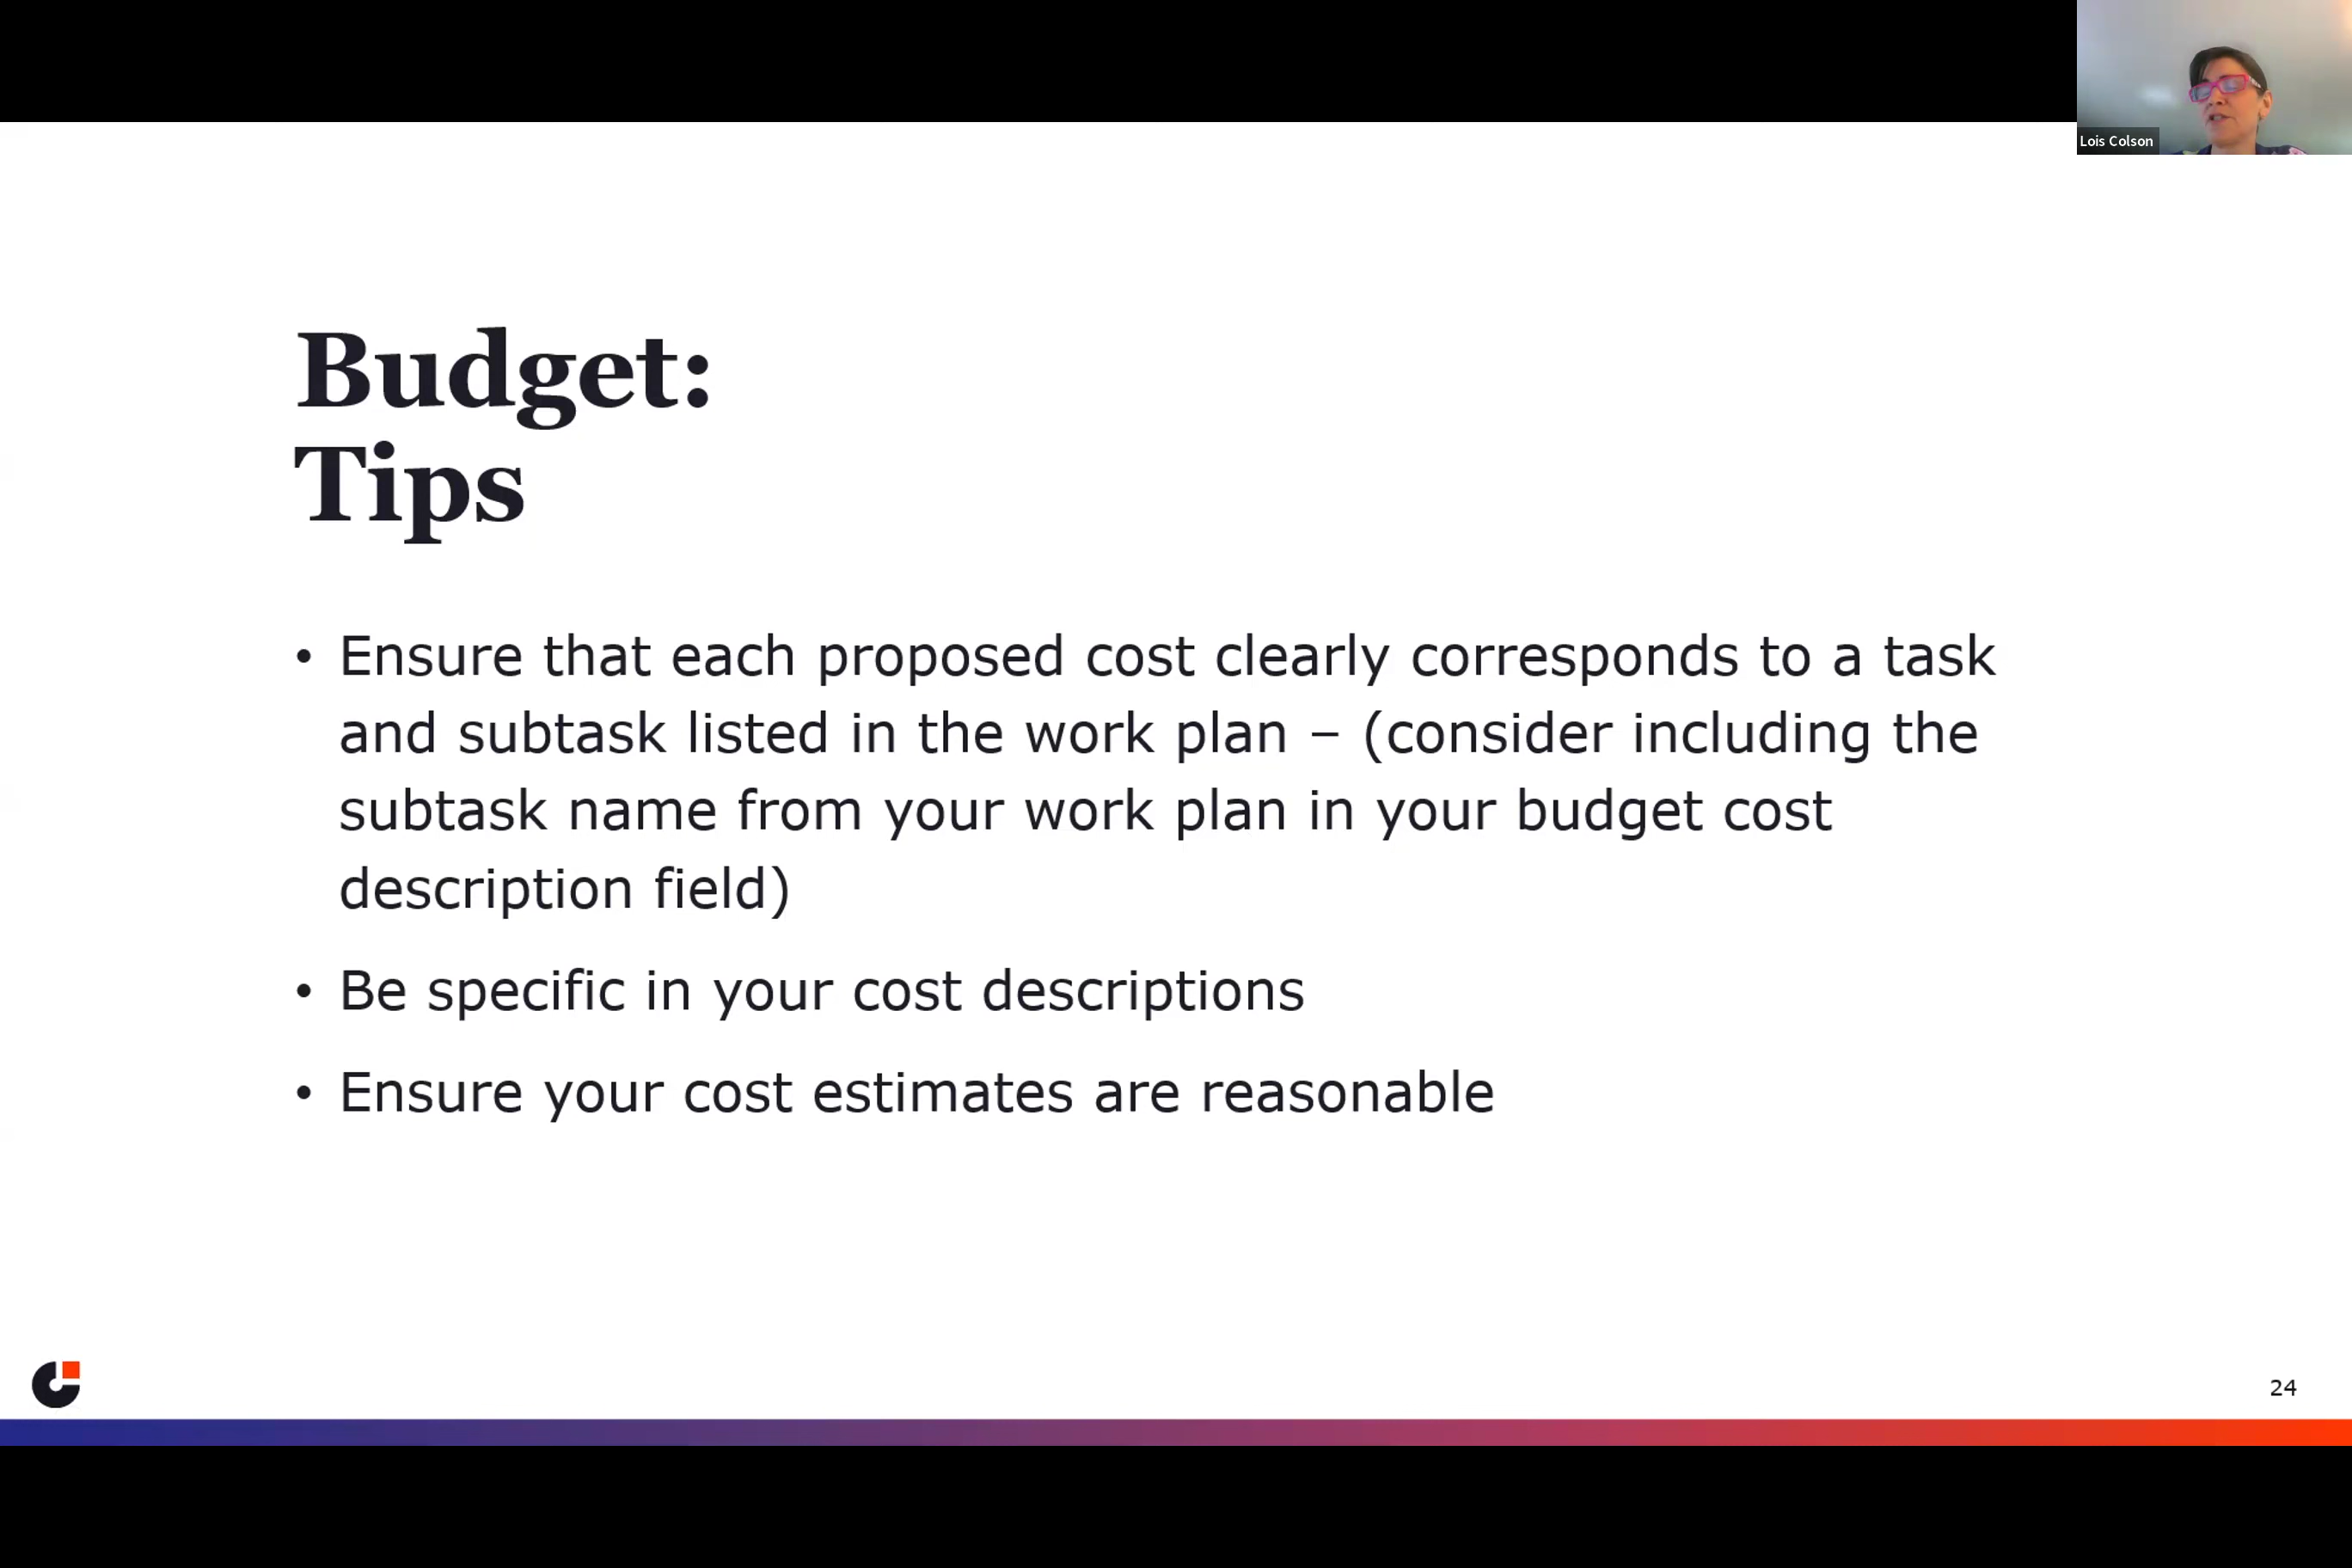 Lois Colson
Budget:
Tips
• Ensure that each proposed cost clearly corresponds to a task
and subtask listed in the work plan – (consider including the
subtask name from your work plan in your budget cost
description field)
• Be specific in your cost descriptions
• Ensure your cost estimates are reasonable
24